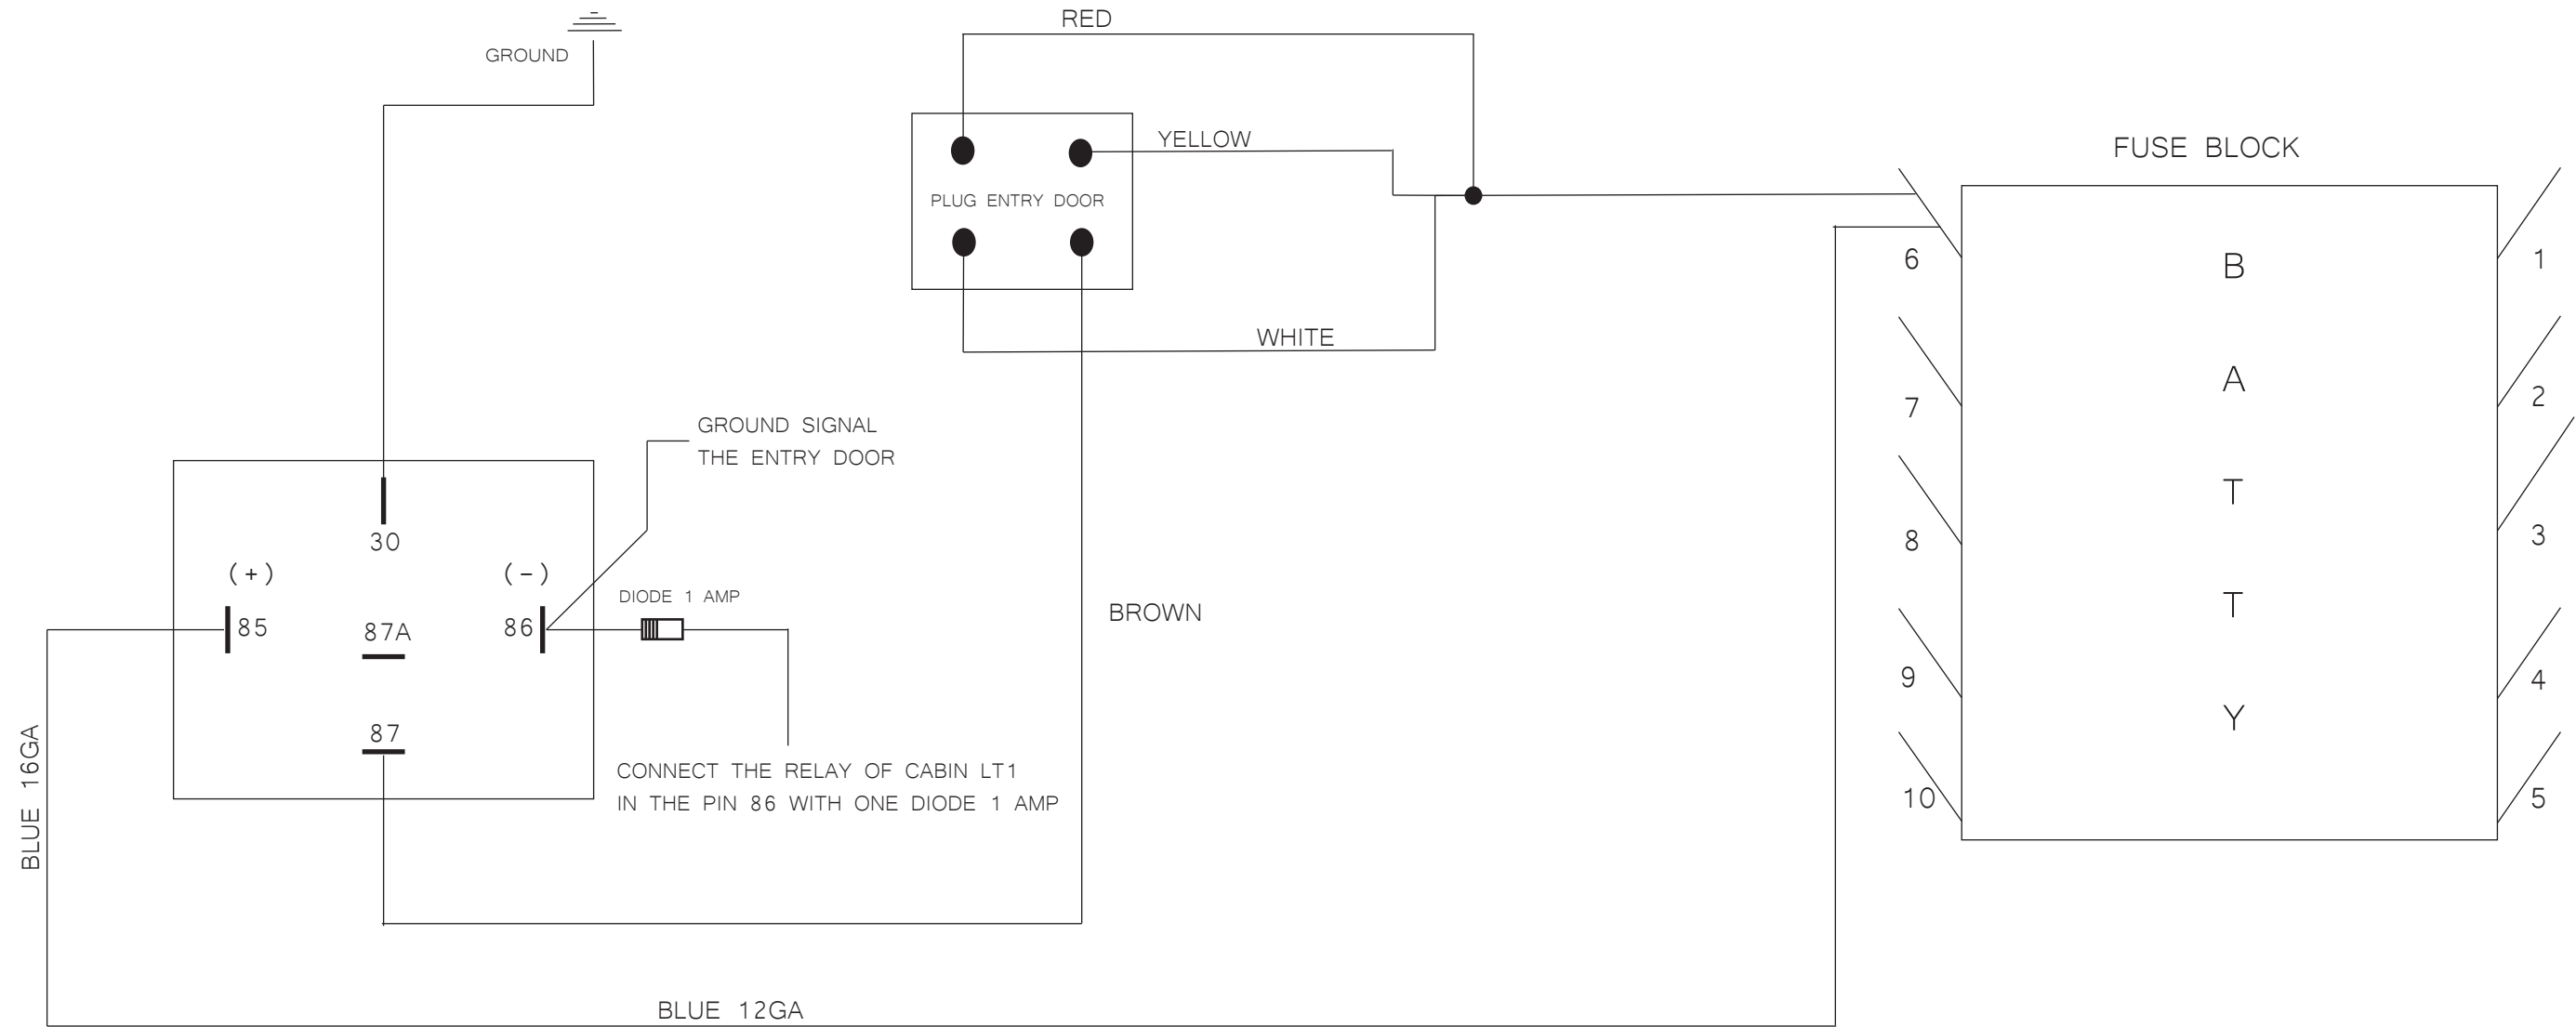 RED
GROUND
YELLOW
FUSE BLOCK
PLUG ENTRY DOOR
6
B
1
WHITE
7
A
2
GROUND SIGNAL
THE ENTRY DOOR
T
30
8
3
(+)
(-)
DIODE 1 AMP
85
87A
86
BROWN
T
9
4
87
Y
BLUE 16GA
CONNECT THE RELAY OF CABIN LT1
IN THE PIN 86 WITH ONE DIODE 1 AMP
10
5
BLUE 12GA